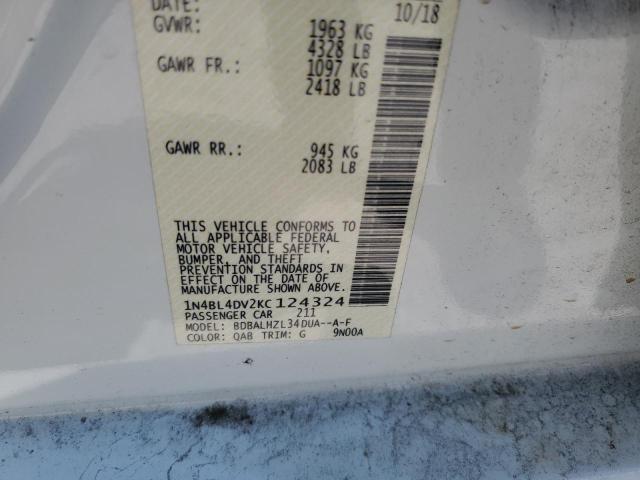 DATE: 10/18
GVWR: 1963 KG
4328 LB
GAWR FR.: 1097 KG
2418 LB
GAWR RR.: 945 KG
2083 LB
THIS VEHICLE CONFORMS TO
ALL APPLICABLE FEDERAL
MOTOR VEHICLE SAFETY,
BUMPER, AND THEFT
PREVENTION STANDARDS IN
EFFECT ON THE DATE OF
MANUFACTURE SHOWN ABOVE.
1N4BL4DV2KC124324
PASSENGER CAR 211
MODEL: BDBALHZL34DUA--A-F
COLOR: QAB TRIM: G 9N00A